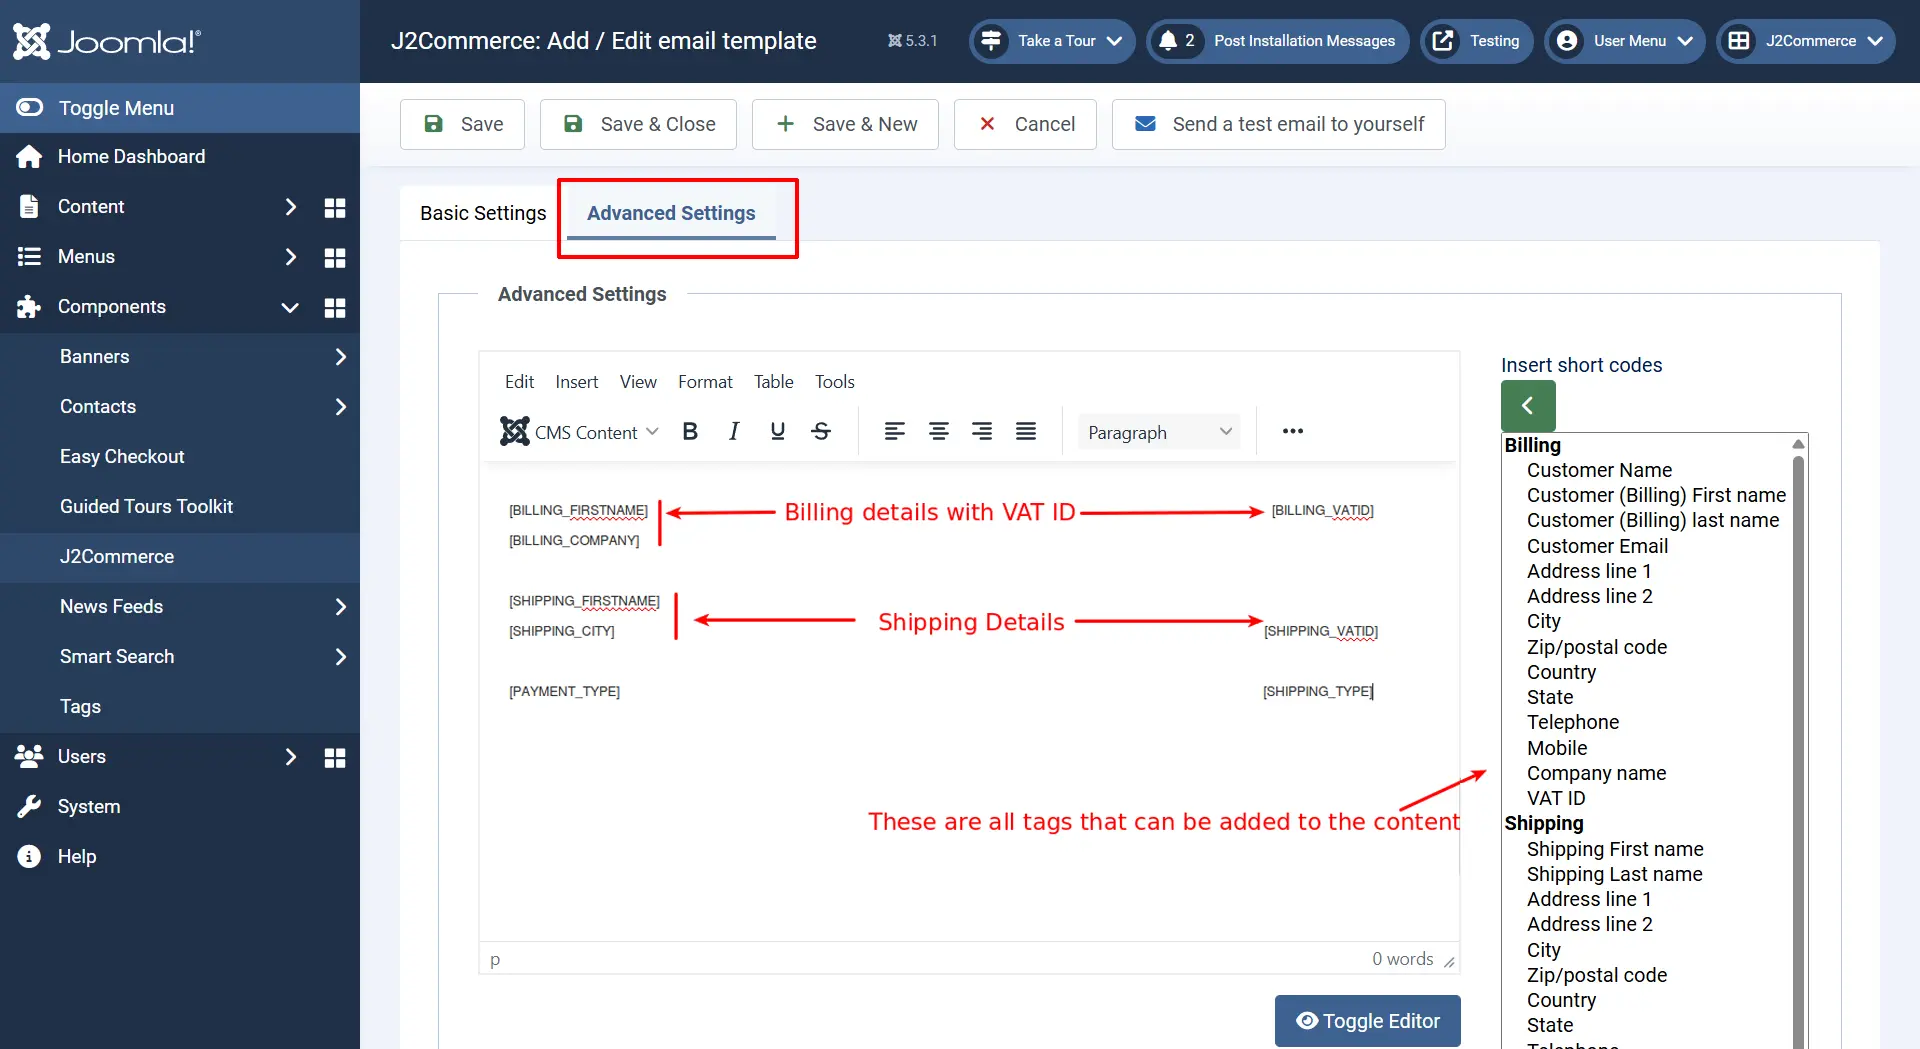 Joomla!®
J2Commerce: Add / Edit email template
5.3.1
Take a Tour
2 Post Installation Messages
Testing
User Menu
J2Commerce
Toggle Menu
Home Dashboard
Content
Menus
Components
Banners
Contacts
Easy Checkout
Guided Tours Toolkit
J2Commerce
News Feeds
Smart Search
Tags
Users
System
Help
Save
Save & Close
Save & New
Cancel
Send a test email to yourself
Basic Settings
Advanced Settings
Advanced Settings
Edit Insert View Format Table Tools
CMS Content B I U S Paragraph
[BILLING_FIRSTNAME] Billing details with VAT ID [BILLING_VATID]
[BILLING_COMPANY]
[SHIPPING_FIRSTNAME]
Shipping Details
[SHIPPING_CITY] [SHIPPING_VATID]
[PAYMENT_TYPE] [SHIPPING_TYPE]
These are all tags that can be added to the content
p 0 words
Toggle Editor
Insert short codes
Billing
Customer Name
Customer (Billing) First name
Customer (Billing) last name
Customer Email
Address line 1
Address line 2
City
Zip/postal code
Country
State
Telephone
Mobile
Company name
VAT ID
Shipping
Shipping First name
Shipping Last name
Address line 1
Address line 2
City
Zip/postal code
Country
State
Telephone